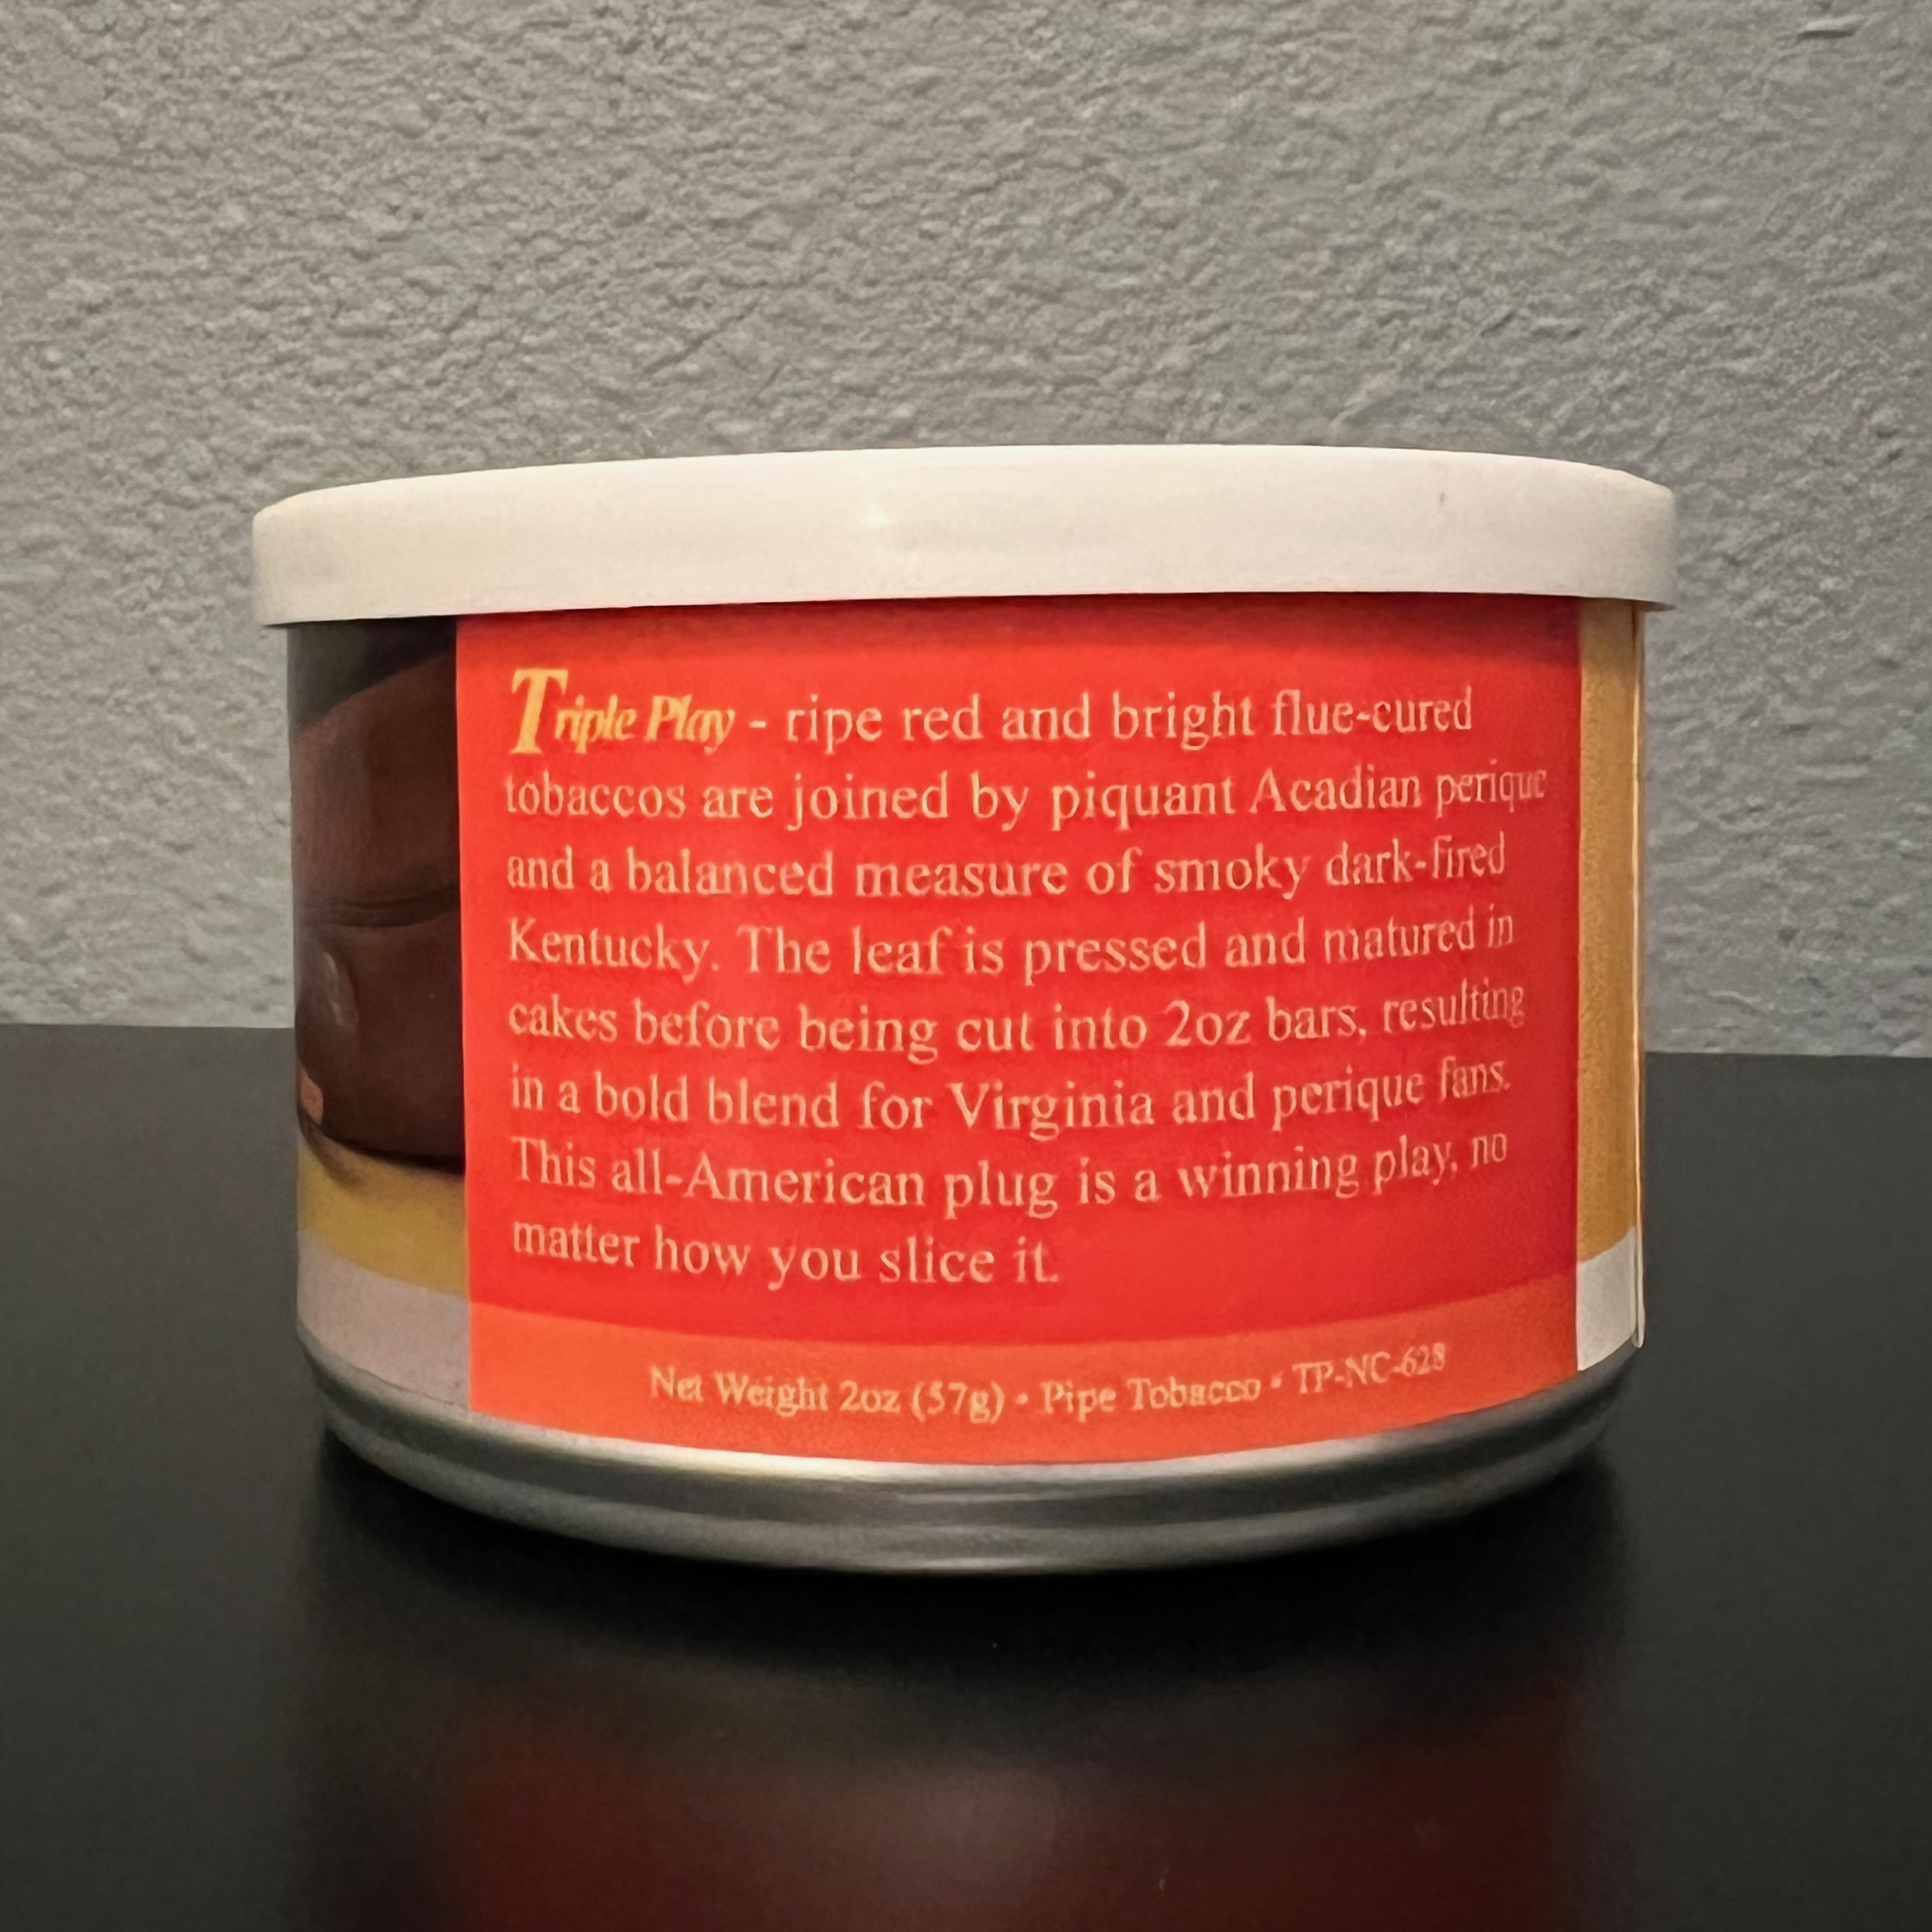 Triple Play - ripe red and bright flue-cured
tobaccos are joined by piquant Acadian perique
and a balanced measure of smoky dark-fired
Kentucky. The leaf is pressed and matured in
cakes before being cut into 2oz bars, resulting
in a bold blend for Virginia and perique fans.
This all-American plug is a winning play, no
matter how you slice it.
Net Weight 2oz (57g) • Pipe Tobacco • TP-NC-628